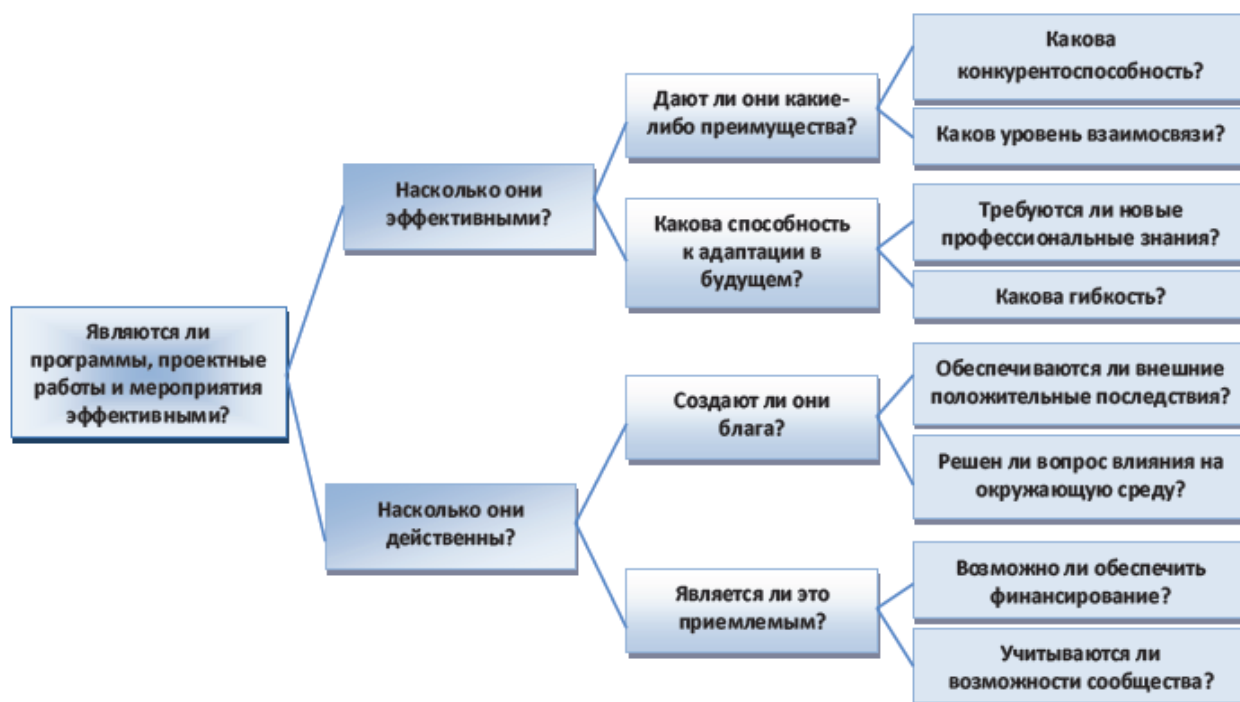 Являются ли
программы, проектные
работы и мероприятия
эффективными?
Насколько они
эффективными?
Дают ли они какие-
либо преимущества?
Какова
конкурентоспособность?
Каков уровень взаимосвязи?
Какова способность
к адаптации в
будущем?
Требуются ли новые
профессиональные знания?
Какова гибкость?
Насколько они
действенны?
Создают ли они
блага?
Обеспечиваются ли внешние
положительные последствия?
Решен ли вопрос влияния на
окружающую среду?
Является ли это
приемлемым?
Возможно ли обеспечить
финансирование?
Учитываются ли
возможности сообщества?